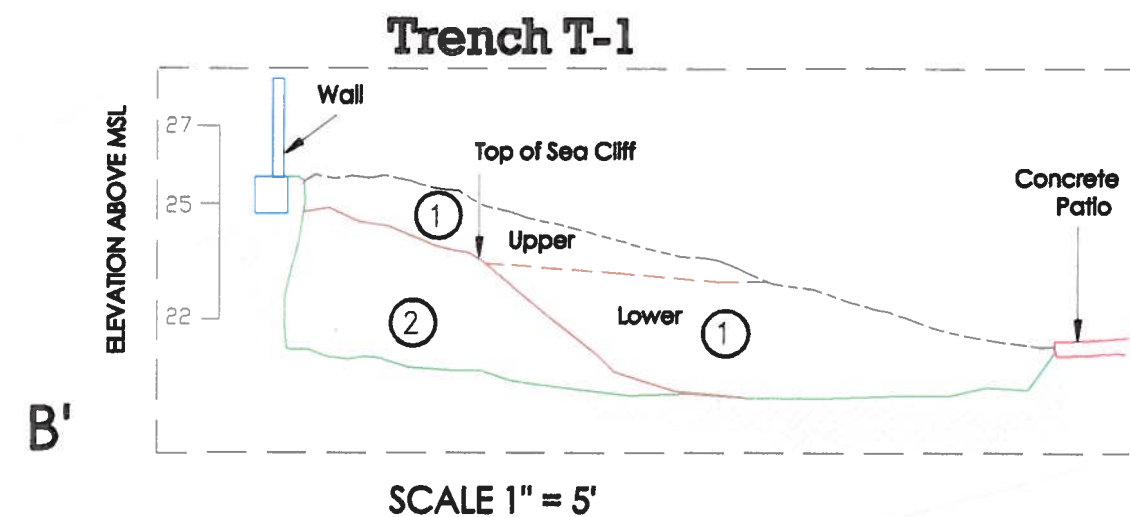 Trench T-1
Wall
27
ELEVATION ABOVE MSL
Top of Sea Cliff
Concrete
Patio
25
1
Upper
22
2
Lower
1
B'
SCALE 1" = 5'